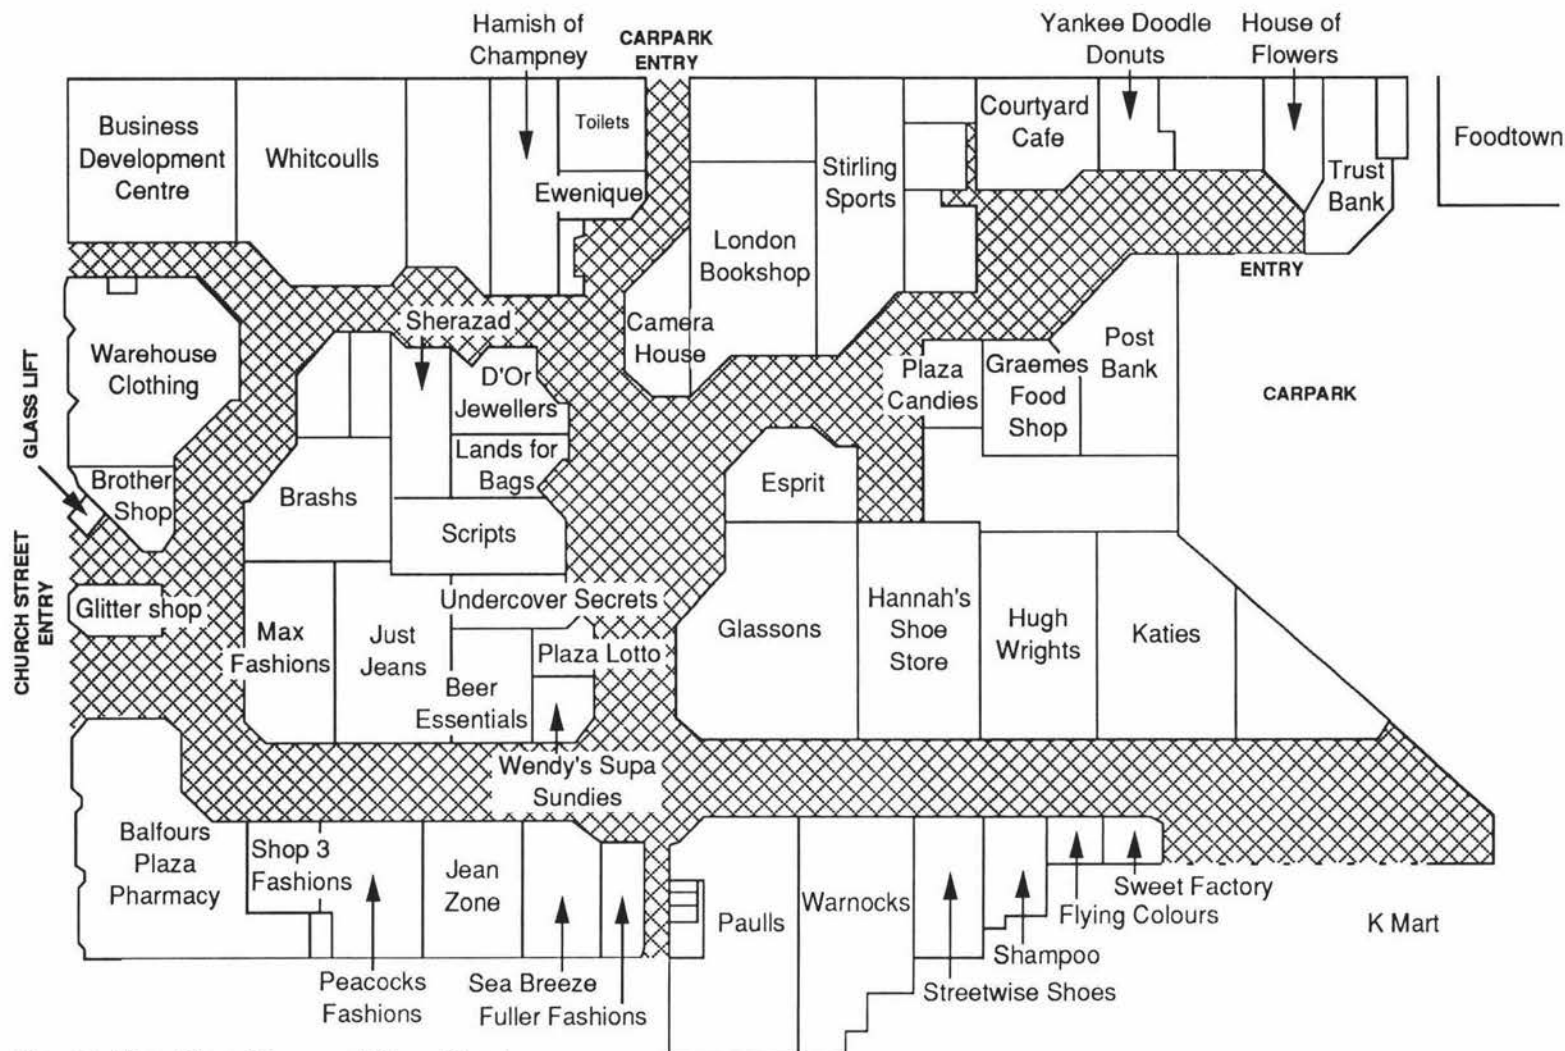 Hamish of
Champney
CARPARK
ENTRY
Yankee Doodle
Donuts
House of
Flowers
Business
Development
Centre
Whitcoulls
Toilets
Ewenique
Stirling
Sports
Courtyard
Cafe
Trust
Bank
Foodtown
London
Bookshop
ENTRY
Sherazad
Camera
House
Warehouse
Clothing
D'Or
Jewellers
Plaza
Candies
Graemes
Food
Shop
Post
Bank
CARPARK
GLASS LIFT
Brother
Shop
Brashs
Lands for
Bags
Esprit
Scripts
CHURCH STREET
ENTRY
Glitter shop
Max
Fashions
Just
Jeans
Undercover Secrets
Plaza Lotto
Beer
Essentials
Glassons
Hannah's
Shoe
Store
Hugh
Wrights
Katies
Wendy's Supa
Sundies
Balfours
Plaza
Pharmacy
Shop 3
Fashions
Jean
Zone
Paulls
Warnocks
Sweet Factory
Flying Colours
K Mart
Shampoo
Streetwise Shoes
Peacocks
Fashions
Sea Breeze
Fuller Fashions